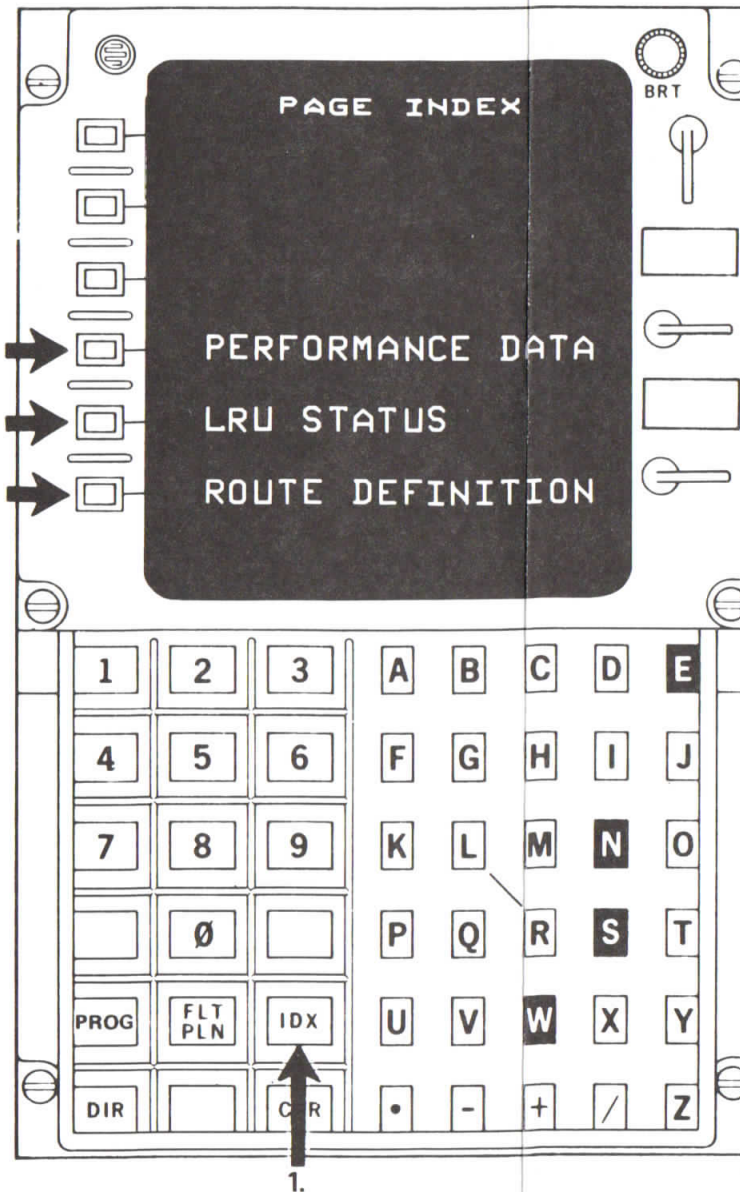 BRT
PAGE INDEX
PERFORMANCE DATA
LRU STATUS
ROUTE DEFINITION
1 2 3 A B C D E
4 5 6 F G H I J
7 8 9 K L M N O
Ø P Q R S T
PROG FLT PLN IDX U V W X Y
DIR • - + / Z
1.